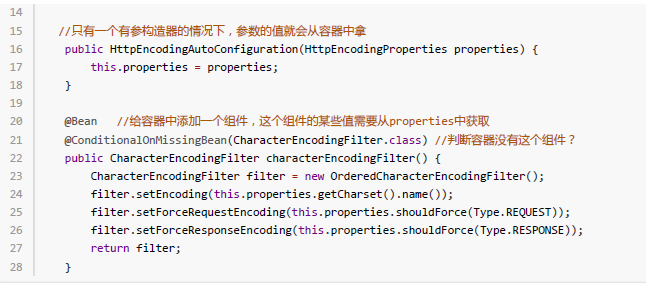 14
15 //只有一个有参构造器的情况下，参数的值就会从容器中拿
16 public HttpEncodingAutoConfiguration(HttpEncodingProperties properties) {
17 this.properties = properties;
18 }
19
20 @Bean //给容器中添加一个组件，这个组件的某些值需要从properties中获取
21 @ConditionalOnMissingBean(CharacterEncodingFilter.class) //判断容器没有这个组件？
22 public CharacterEncodingFilter characterEncodingFilter() {
23 CharacterEncodingFilter filter = new OrderedCharacterEncodingFilter();
24 filter.setEncoding(this.properties.getCharset().name());
25 filter.setForceRequestEncoding(this.properties.shouldForce(Type.REQUEST));
26 filter.setForceResponseEncoding(this.properties.shouldForce(Type.RESPONSE));
27 return filter;
28 }